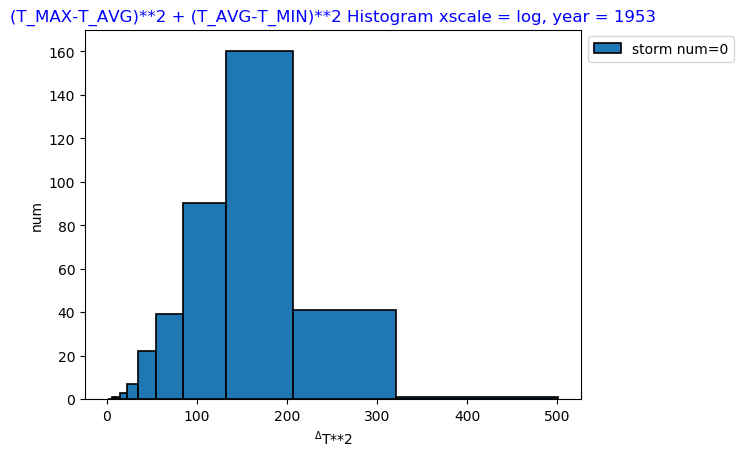 (T_MAX-T_AVG)**2 + (T_AVG-T_MIN)**2 Histogram xscale = log, year = 1953
storm num=0
160
140
120
100
80
60
40
20
0
num
0 100 200 300 400 500
ΔT**2